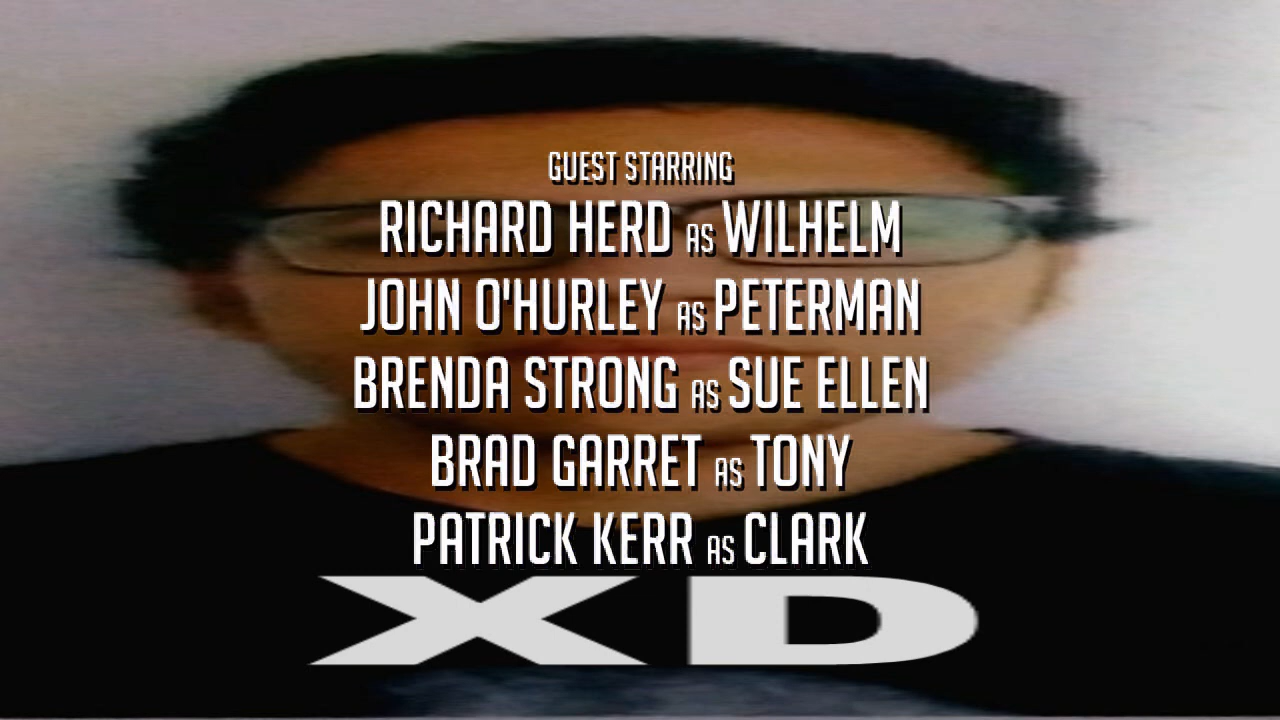 GUEST STARRING
RICHARD HERD AS WILHELM
JOHN O'HURLEY AS PETERMAN
BRENDA STRONG AS SUE ELLEN
BRAD GARRET AS TONY
PATRICK KERR AS CLARK
XD